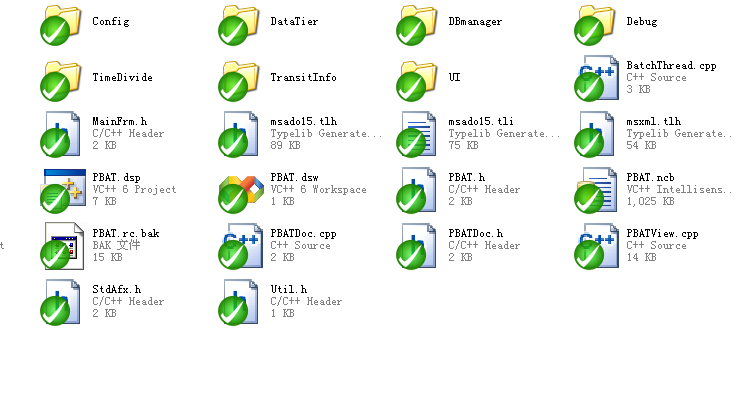 Config
DataTier
DBmanager
Debug
TimeDivide
TransitInfo
UI
BatchThread.cpp
C++ Source
3 KB
MainFrm.h
C/C++ Header
2 KB
msado15.tlh
Typelib Generate...
89 KB
msado15.tli
Typelib Generate...
75 KB
msxml.tlh
Typelib Generate..
54 KB
PBAT.dsp
VC++ 6 Project
7 KB
PBAT.dsw
VC++ 6 Workspace
1 KB
PBAT.h
C/C++ Header
2 KB
PBAT.ncb
VC++ Intellisens..
1,025 KB
t
PBAT.rc.bak
BAK 文件
15 KB
PBATDoc.cpp
C++ Source
2 KB
PBATDoc.h
C/C++ Header
2 KB
PBATView.cpp
C++ Source
14 KB
StdAfx.h
C/C++ Header
2 KB
Util.h
C/C++ Header
1 KB